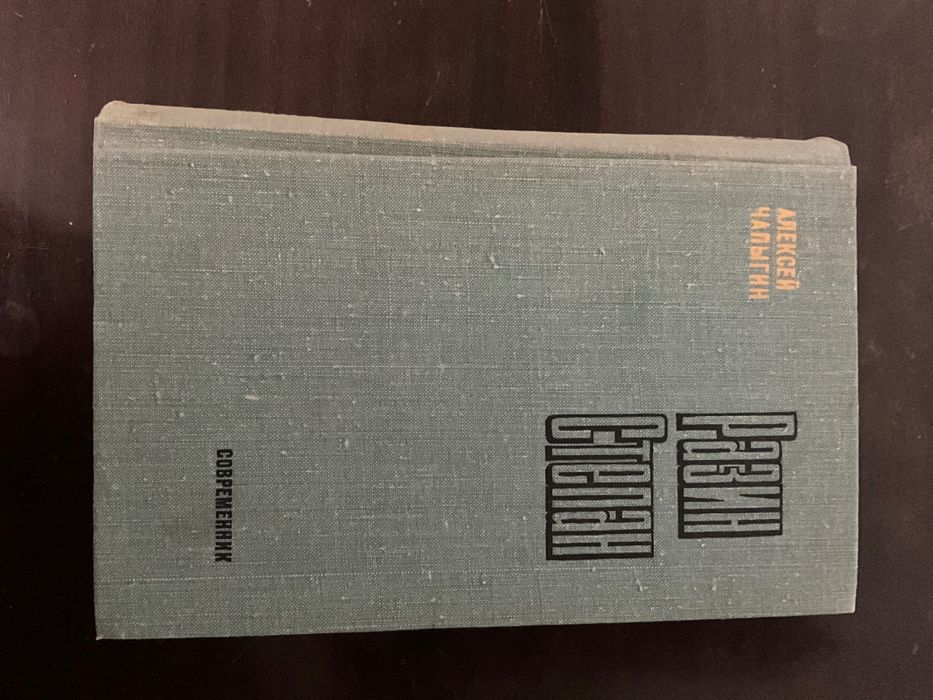 АЛЕКСЕЙ
ЧАПЫГИН
Разин
Степан
СОВРЕМЕННИК